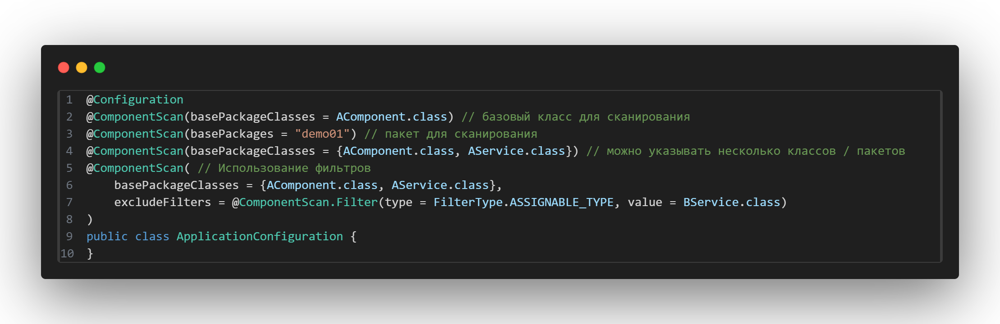 1 @Configuration
2 @ComponentScan(basePackageClasses = AComponent.class) // базовый класс для сканирования
3 @ComponentScan(basePackages = "demo01") // пакет для сканирования
4 @ComponentScan(basePackageClasses = {AComponent.class, AService.class}) // можно указывать несколько классов / пакетов
5 @ComponentScan( // Использование фильтров
6     basePackageClasses = {AComponent.class, AService.class},
7     excludeFilters = @ComponentScan.Filter(type = FilterType.ASSIGNABLE_TYPE, value = BService.class)
8 )
9 public class ApplicationConfiguration {
10 }